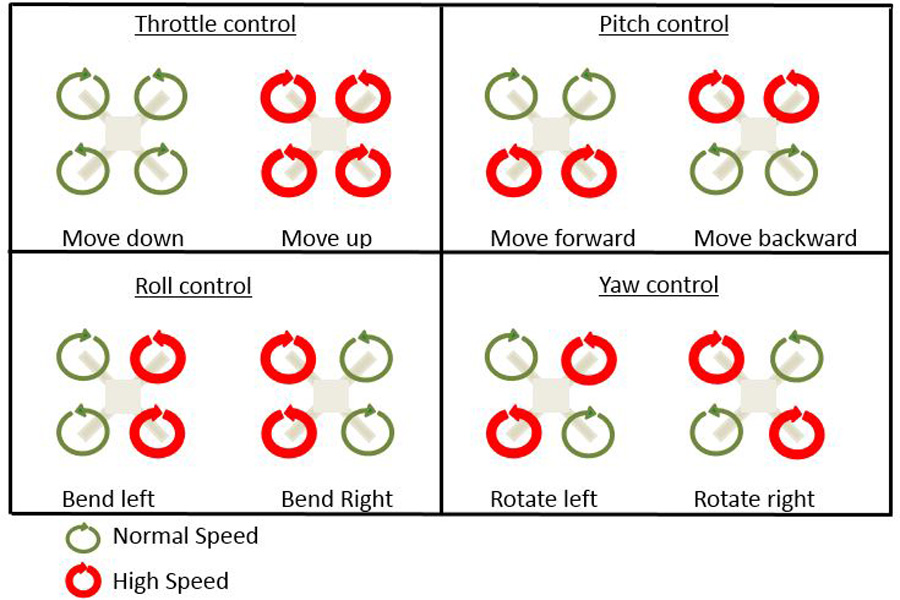 Throttle control
Pitch control
Move down
Move up
Move forward
Move backward
Roll control
Yaw control
Bend left
Bend Right
Rotate left
Rotate right
Normal Speed
High Speed